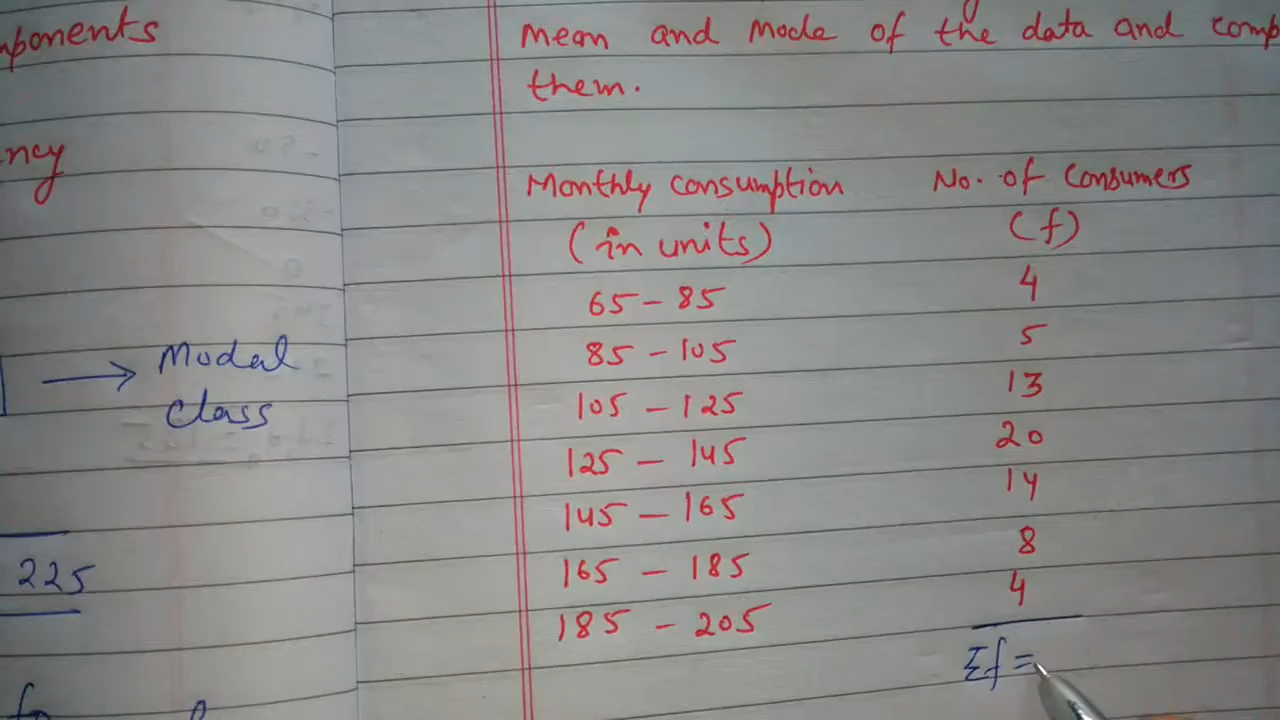 mponents
ncy
Modal
class
225
Mean and Mode of the data and comp
them.
Monthly consumption No. of Consumers
(in units) (f)
65 - 85 4
85 - 105 5
105 - 125 13
125 - 145 20
145 - 165 14
165 - 185 8
185 - 205 4
Σf =